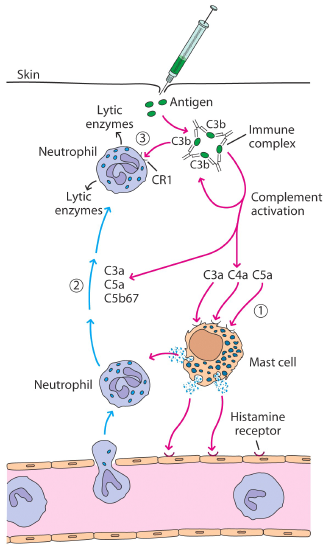 Skin
Antigen
Lytic
enzymes
③
C3b
C3b
C3b
Immune
complex
Neutrophil
CR1
Lytic
enzymes
Complement
activation
②
C3a
C5a
C5b67
C3a C4a C5a
①
Mast cell
Neutrophil
Histamine
receptor